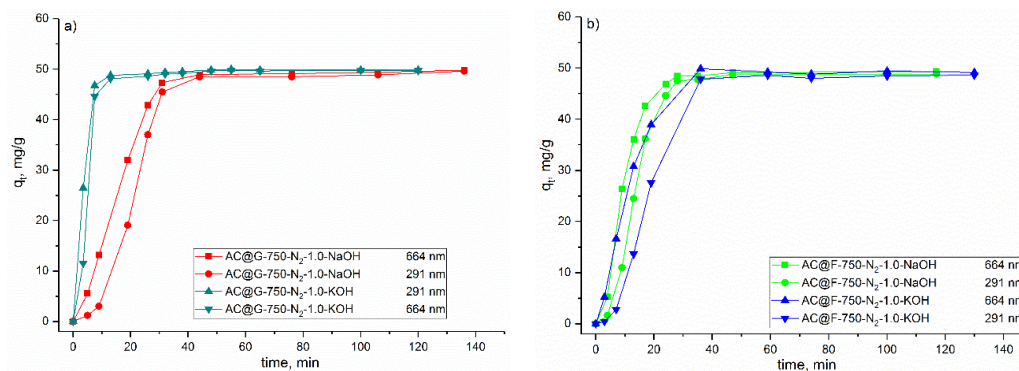 a)
60
50
40
30
20
10
0
qt, mg/g
AC@G-750-N2-1.0-NaOH 664 nm
AC@G-750-N2-1.0-NaOH 291 nm
AC@G-750-N2-1.0-KOH 291 nm
AC@G-750-N2-1.0-KOH 664 nm
0 20 40 60 80 100 120 140
time, min
b)
60
50
40
30
20
10
0
qt, mg/g
AC@F-750-N2-1.0-NaOH 664 nm
AC@F-750-N2-1.0-NaOH 291 nm
AC@F-750-N2-1.0-KOH 664 nm
AC@F-750-N2-1.0-KOH 291 nm
0 20 40 60 80 100 120 140
time, min